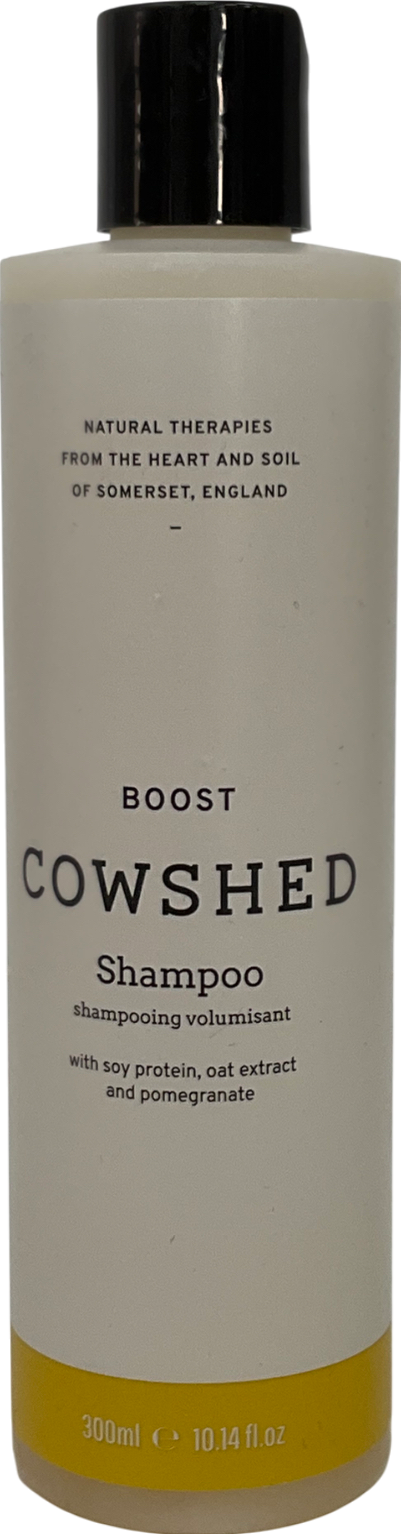 NATURAL THERAPIES
FROM THE HEART AND SOIL
OF SOMERSET, ENGLAND
–
BOOST
COWSHED
Shampoo
shampooing volumisant
with soy protein, oat extract
and pomegranate
300ml ℮ 10.14 fl.oz